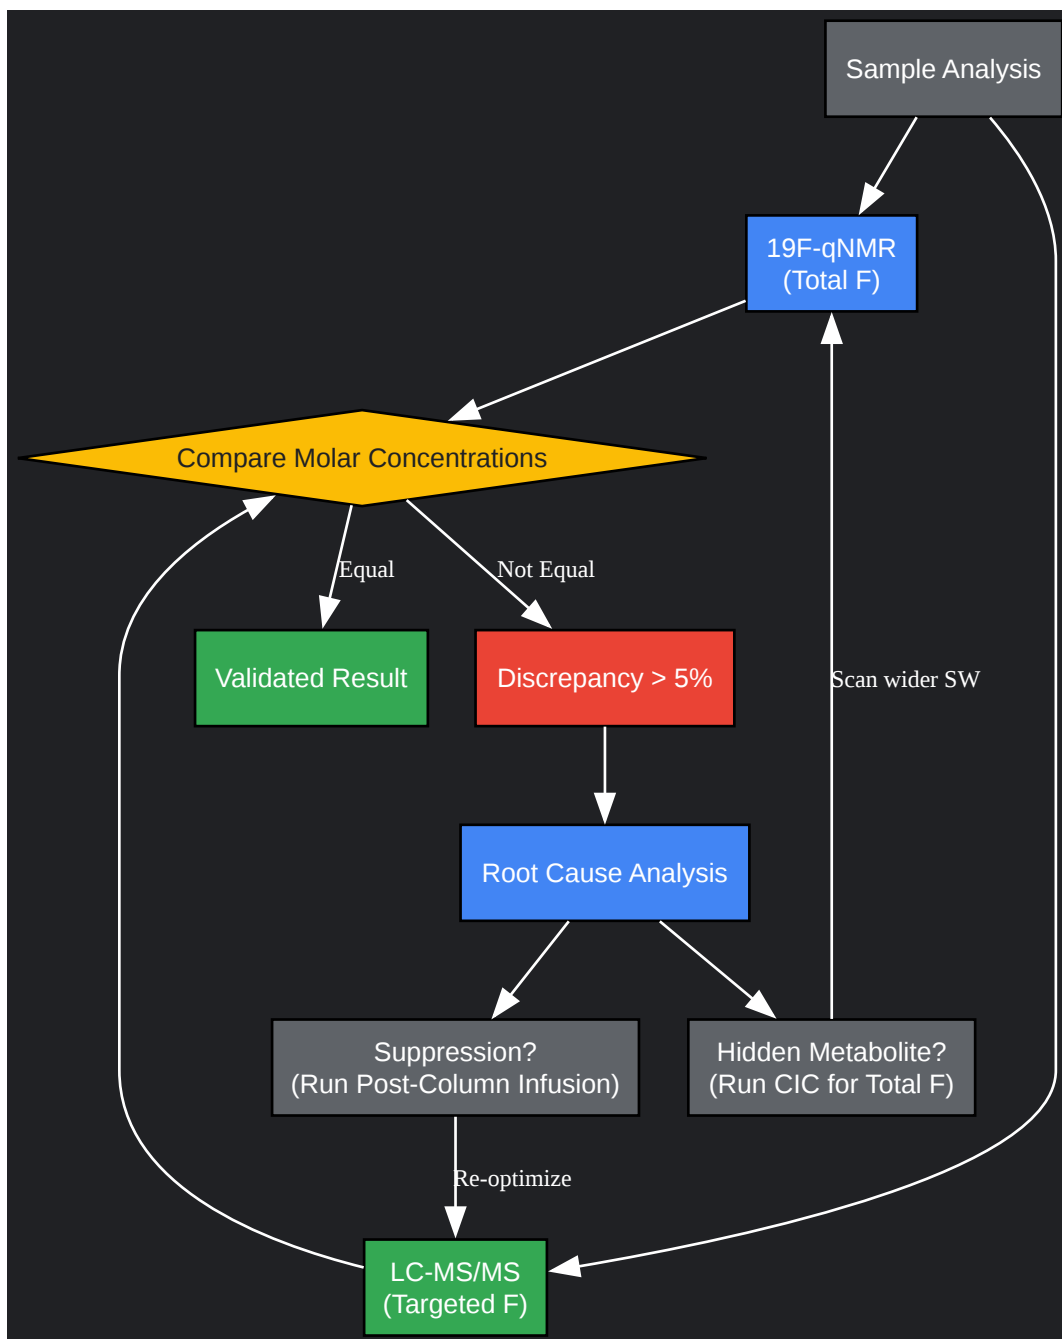 Sample Analysis
19F-qNMR
(Total F)
Compare Molar Concentrations
Equal
Not Equal
Validated Result
Discrepancy > 5%
Scan wider SW
Root Cause Analysis
Suppression?
(Run Post-Column Infusion)
Hidden Metabolite?
(Run CIC for Total F)
Re-optimize
LC-MS/MS
(Targeted F)